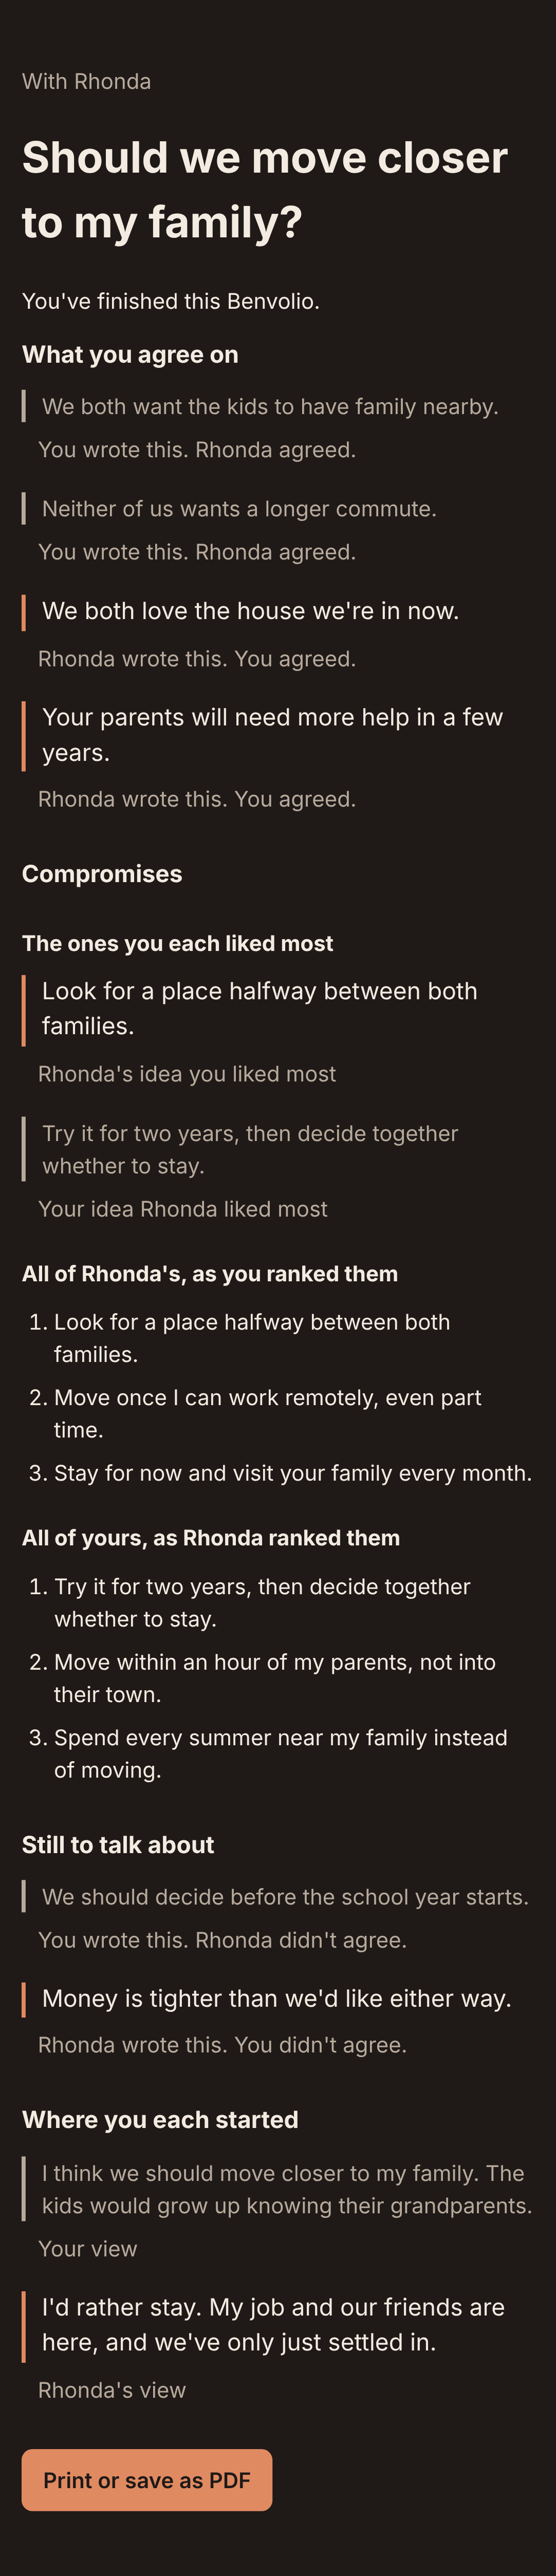 With Rhonda
Should we move closer
to my family?
You've finished this Benvolio.
What you agree on
We both want the kids to have family nearby.
You wrote this. Rhonda agreed.
Neither of us wants a longer commute.
You wrote this. Rhonda agreed.
We both love the house we're in now.
Rhonda wrote this. You agreed.
Your parents will need more help in a few
years.
Rhonda wrote this. You agreed.
Compromises
The ones you each liked most
Look for a place halfway between both
families.
Rhonda's idea you liked most
Try it for two years, then decide together
whether to stay.
Your idea Rhonda liked most
All of Rhonda's, as you ranked them
1. Look for a place halfway between both
families.
2. Move once I can work remotely, even part
time.
3. Stay for now and visit your family every month.
All of yours, as Rhonda ranked them
1. Try it for two years, then decide together
whether to stay.
2. Move within an hour of my parents, not into
their town.
3. Spend every summer near my family instead
of moving.
Still to talk about
We should decide before the school year starts.
You wrote this. Rhonda didn't agree.
Money is tighter than we'd like either way.
Rhonda wrote this. You didn't agree.
Where you each started
I think we should move closer to my family. The
kids would grow up knowing their grandparents.
Your view
I'd rather stay. My job and our friends are
here, and we've only just settled in.
Rhonda's view
Print or save as PDF